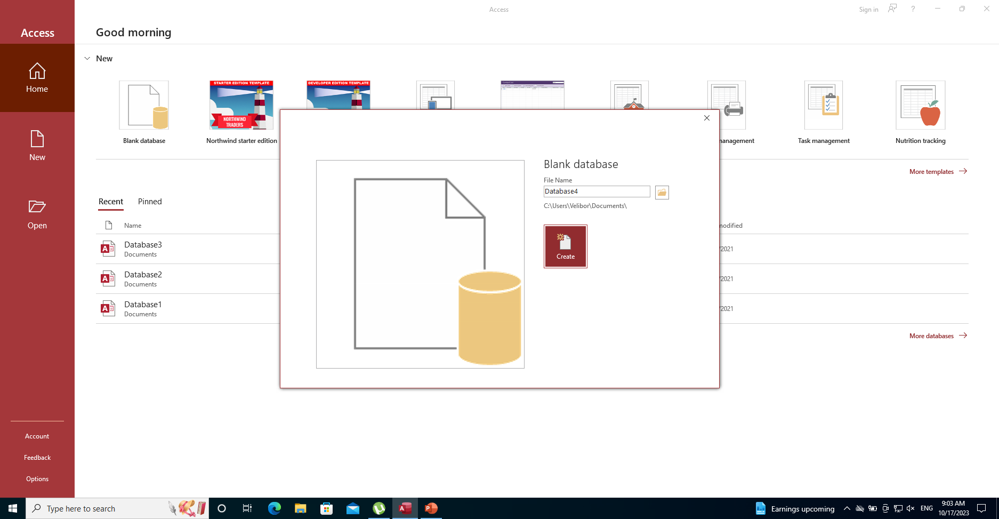 Access
Sign in
?
Access
Good morning
New
Home
New
Open
Account
Feedback
Options
STARTER EDITION TEMPLATE
NORTHWIND
TRADERS
DEVELOPER EDITION TEMPLATE
Blank database
Northwind starter edition
nanagement
Task management
Nutrition tracking
More templates
Recent
Pinned
Name
nodified
Database3
Documents
/2021
Database2
Documents
/2021
Database1
Documents
/2021
More databases
Blank database
File Name
Database4
C:\Users\Velibor\Documents\
Create
Type here to search
Earnings upcoming
ENG
9:03 AM
10/17/2023